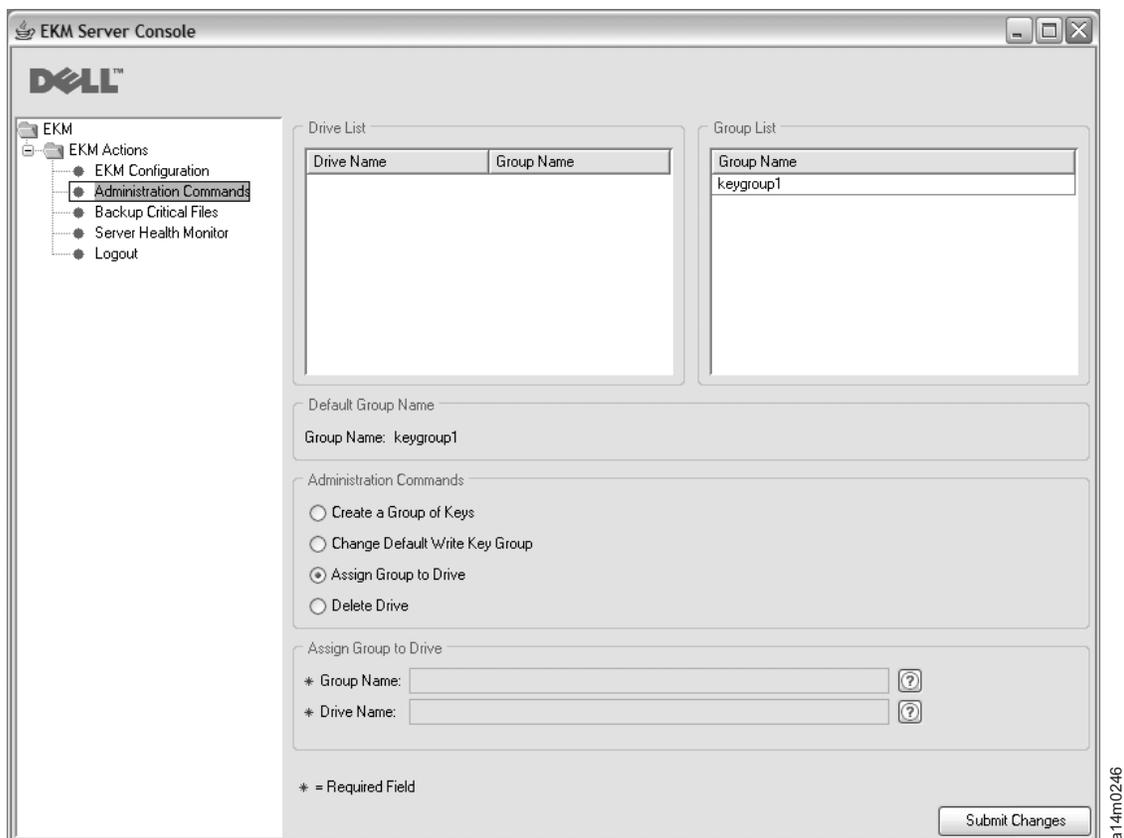 EKM Server Console
DELL™
EKM
EKM Actions
EKM Configuration
Administration Commands
Backup Critical Files
Server Health Monitor
Logout
Drive List
Drive Name Group Name
Group List
Group Name
keygroup1
Default Group Name
Group Name: keygroup1
Administration Commands
Create a Group of Keys
Change Default Write Key Group
Assign Group to Drive
Delete Drive
Assign Group to Drive
* Group Name: ?
* Drive Name: ?
* = Required Field
Submit Changes
a14m0246